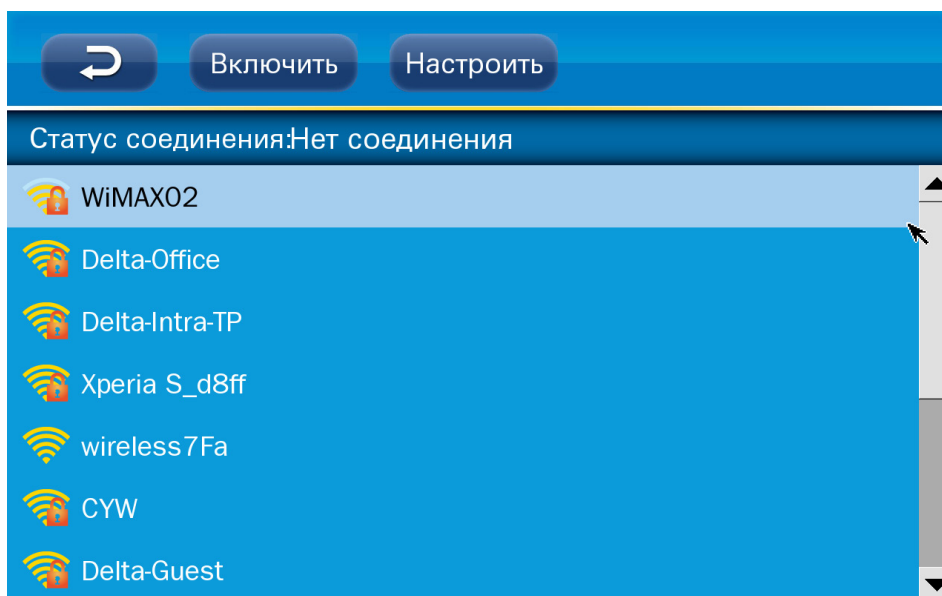 Включить Настроить
Статус соединения:Нет соединения
WiMAX02
Delta-Office
Delta-Intra-TP
Xperia S_d8ff
wireless7Fa
CYW
Delta-Guest